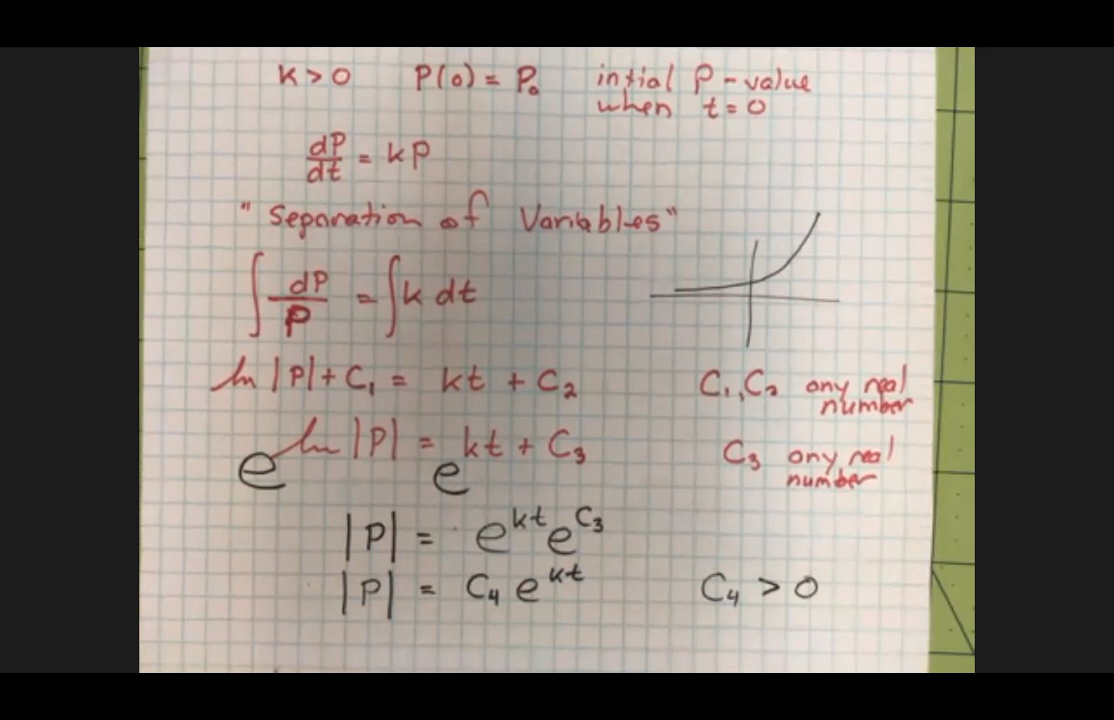 k > 0 P(0) = P₀ initial P-value
when t = 0
dP/dt = kP
"Separation of Variables"
∫ dP/P = ∫ k dt
ln |P| + C₁ = kt + C₂ C₁, C₂ any real
number
e^(ln |P|) = e^(kt + C₃) C₃ any real
number
|P| = e^(kt) e^(C₃)
|P| = C₄ e^(kt) C₄ > 0